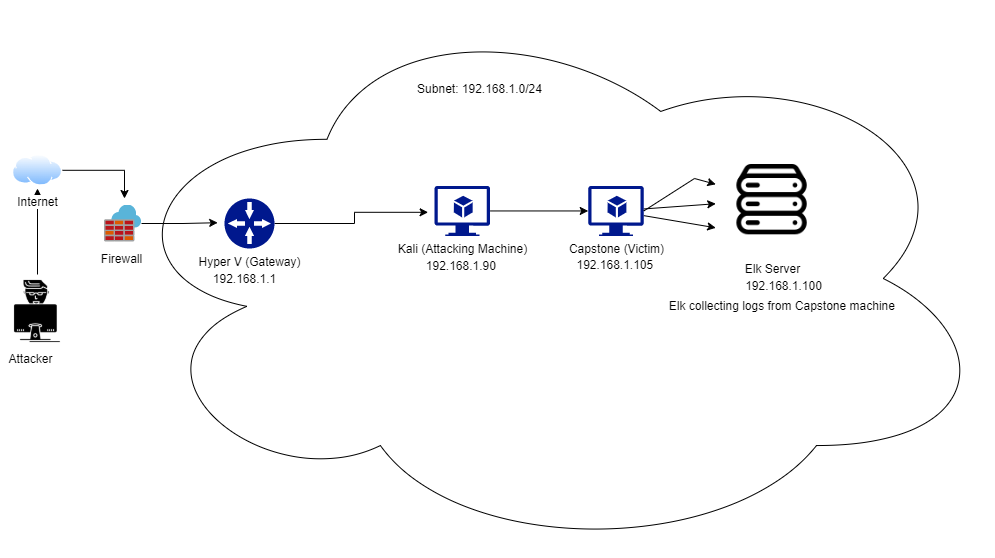 Subnet: 192.168.1.0/24
Internet
Firewall
Attacker
Hyper V (Gateway)
192.168.1.1
Kali (Attacking Machine)
192.168.1.90
Capstone (Victim)
192.168.1.105
Elk Server
192.168.1.100
Elk collecting logs from Capstone machine